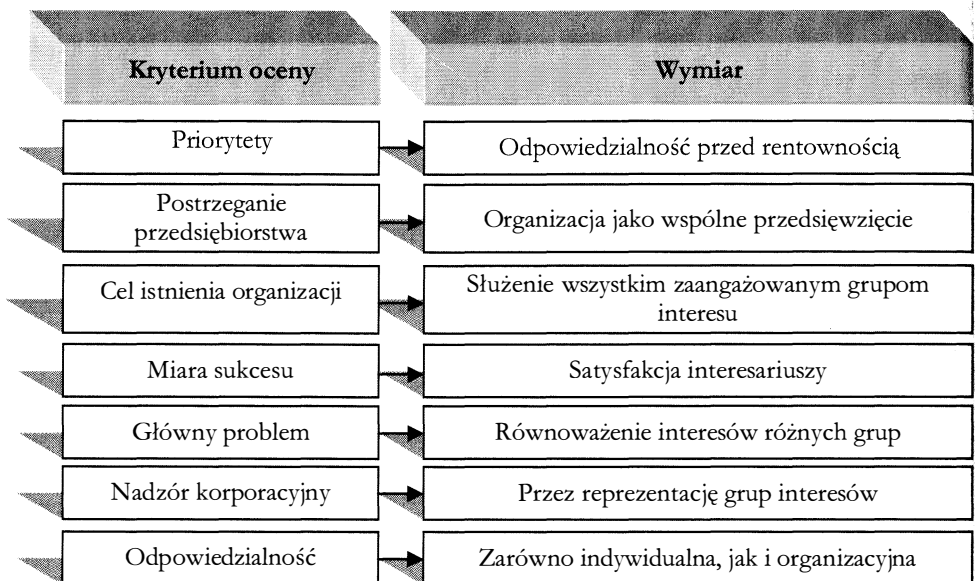 Kryterium oceny
Wymiar
Priorytety
Odpowiedzialność przed rentownością
Postrzeganie
przedsiębiorstwa
Organizacja jako wspólne przedsięwzięcie
Cel istnienia organizacji
Służenie wszystkim zaangażowanym grupom
interesu
Miara sukcesu
Satysfakcja interesariuszy
Główny problem
Równoważenie interesów różnych grup
Nadzór korporacyjny
Przez reprezentację grup interesów
Odpowiedzialność
Zarówno indywidualna, jak i organizacyjna